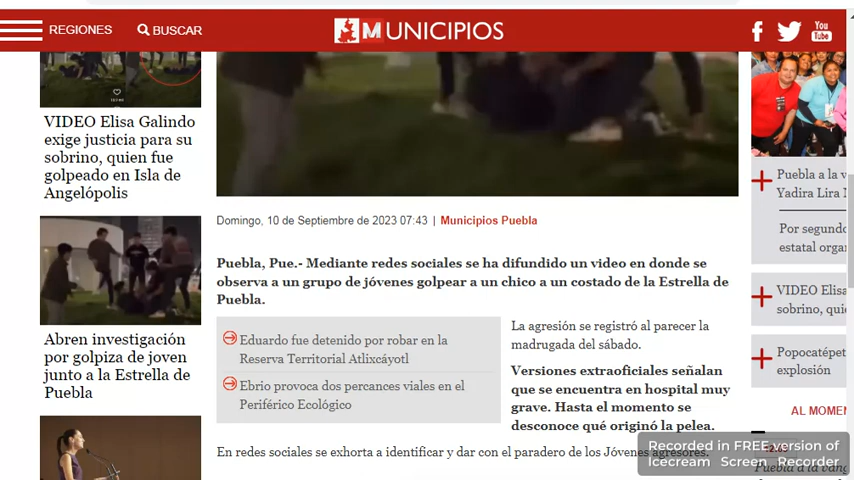 REGIONES
BUSCAR
MUNICIPIOS
You
Tube
VIDEO Elisa Galindo
exige justicia para su
sobrino, quien fue
golpeado en Isla de
Angelópolis
Abren investigación
por golpiza de joven
junto a la Estrella de
Puebla
Domingo, 10 de Septiembre de 2023 07:43 | Municipios Puebla
Puebla, Pue.- Mediante redes sociales se ha difundido un video en donde se
observa a un grupo de jóvenes golpear a un chico a un costado de la Estrella de
Puebla.
Eduardo fue detenido por robar en la
Reserva Territorial Atlixcáyotl
Ebrio provoca dos percances viales en el
Periférico Ecológico
La agresión se registró al parecer la
madrugada del sábado.
Versiones extraoficiales señalan
que se encuentra en hospital muy
grave. Hasta el momento se
desconoce qué originó la pelea.
En redes sociales se exhorta a identificar y dar con el paradero de los Jóvenes agresores.
Puebla a la v
Yadira Lira N
Por segundo
estatal organ
VIDEO Elisa
sobrino, quie
Popocatépet
explosión
AL MOMEN
Recorded in FREE version of
Icecream Screen Recorder
Puebla a la vang